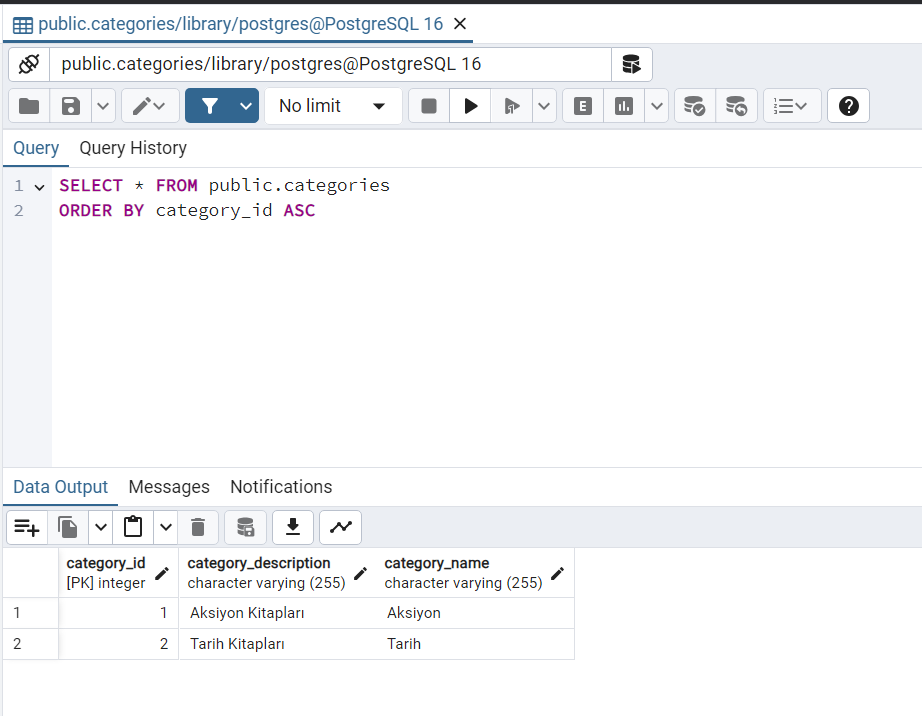 public.categories/library/postgres@PostgreSQL 16
public.categories/library/postgres@PostgreSQL 16
No limit
E
Query Query History
1 SELECT * FROM public.categories
2 ORDER BY category_id ASC
Data Output Messages Notifications
category_id category_description category_name
[PK] integer character varying (255) character varying (255)
1 1 Aksiyon Kitapları Aksiyon
2 2 Tarih Kitapları Tarih